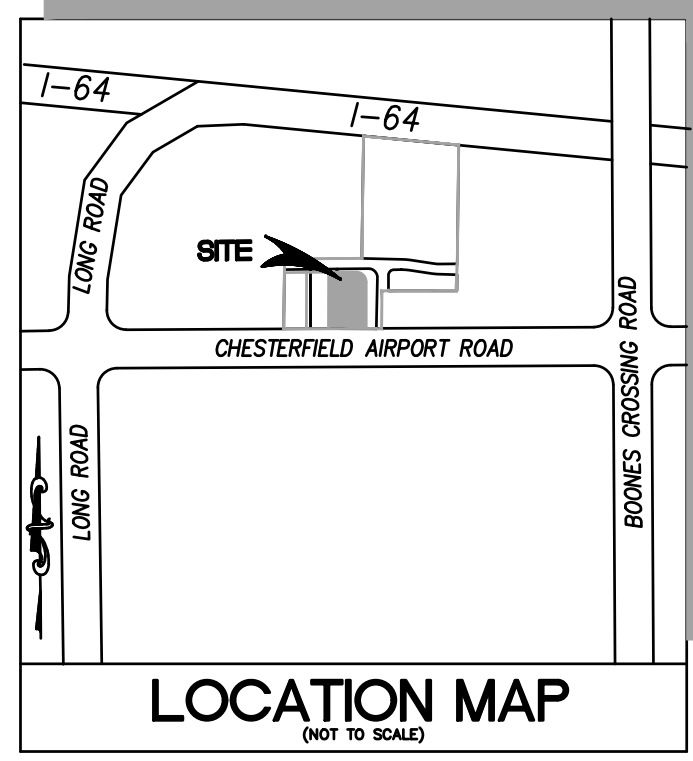 I-64
I-64
LONG ROAD
SITE
CHESTERFIELD AIRPORT ROAD
BOONES CROSSING ROAD
LONG ROAD
LOCATION MAP
(NOT TO SCALE)